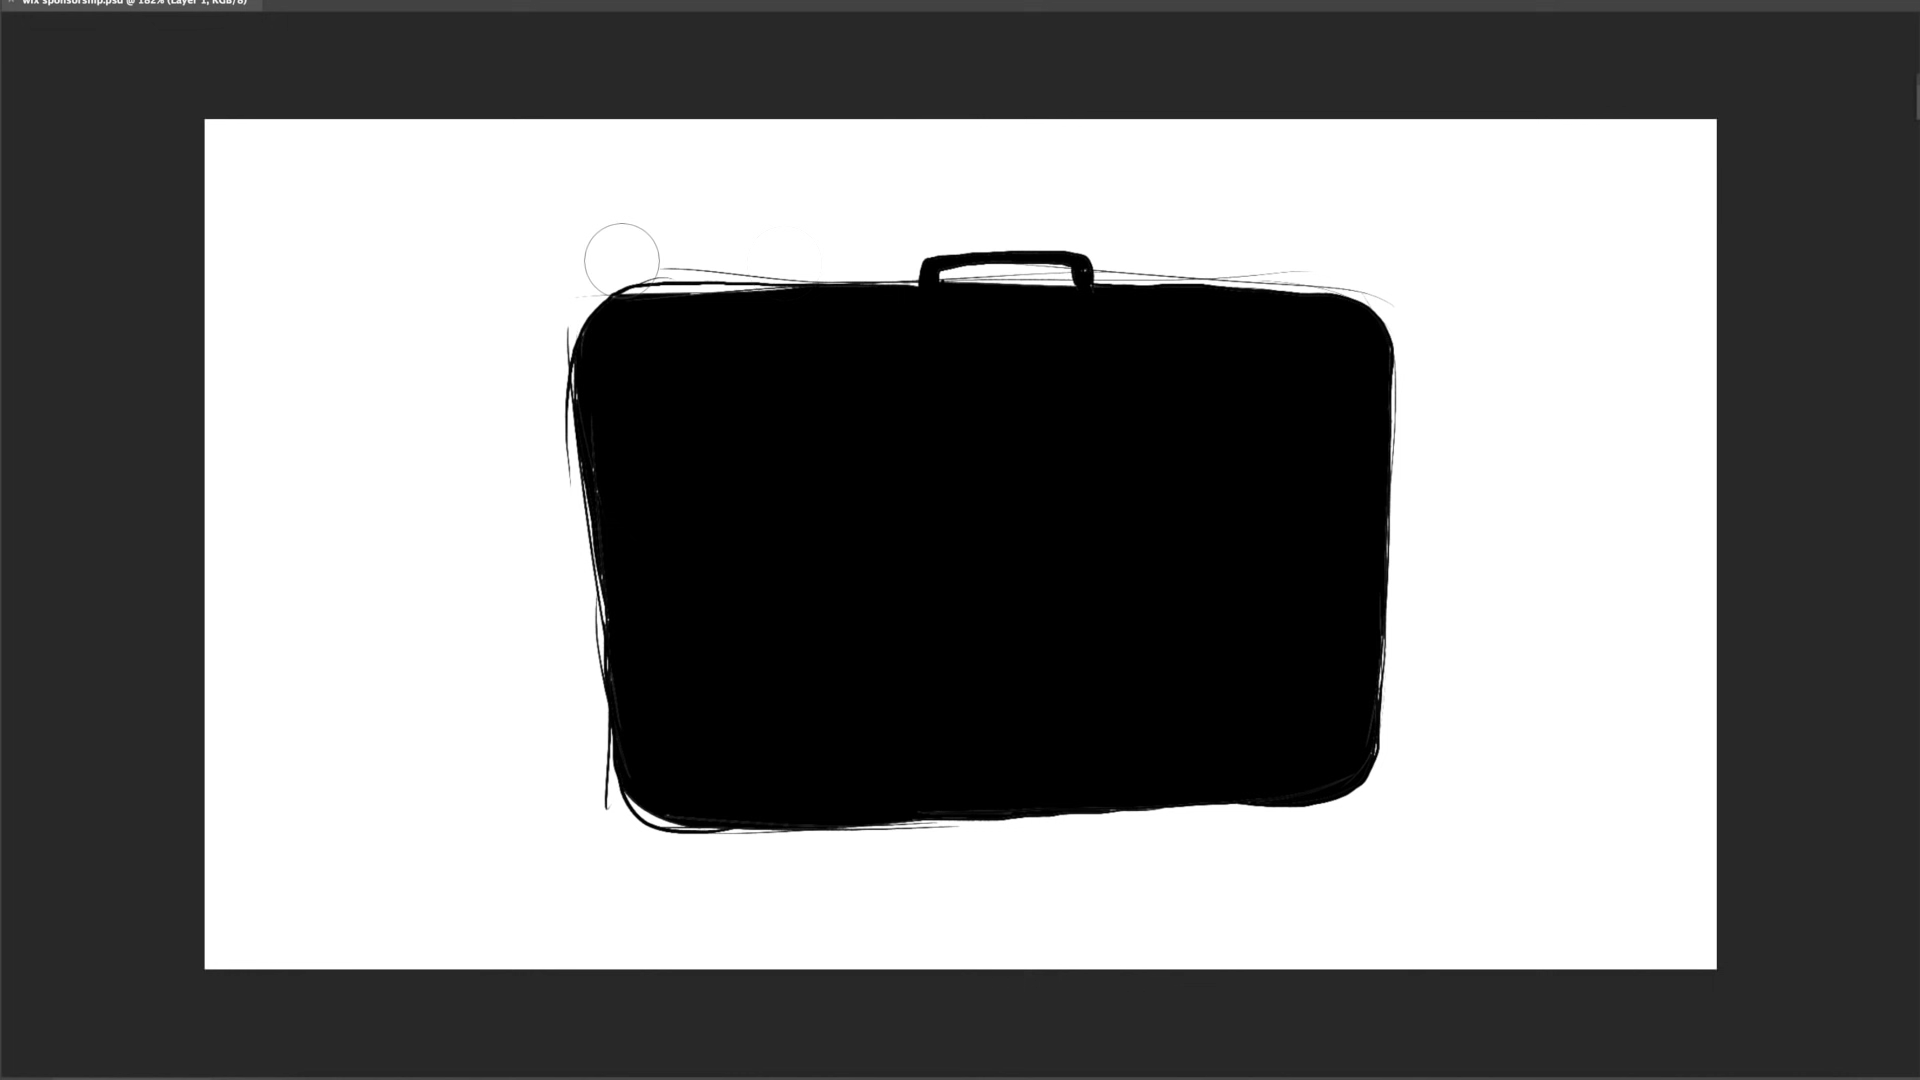 wix sponsorship.psd @ 182% (Layer 1, RGB/8)